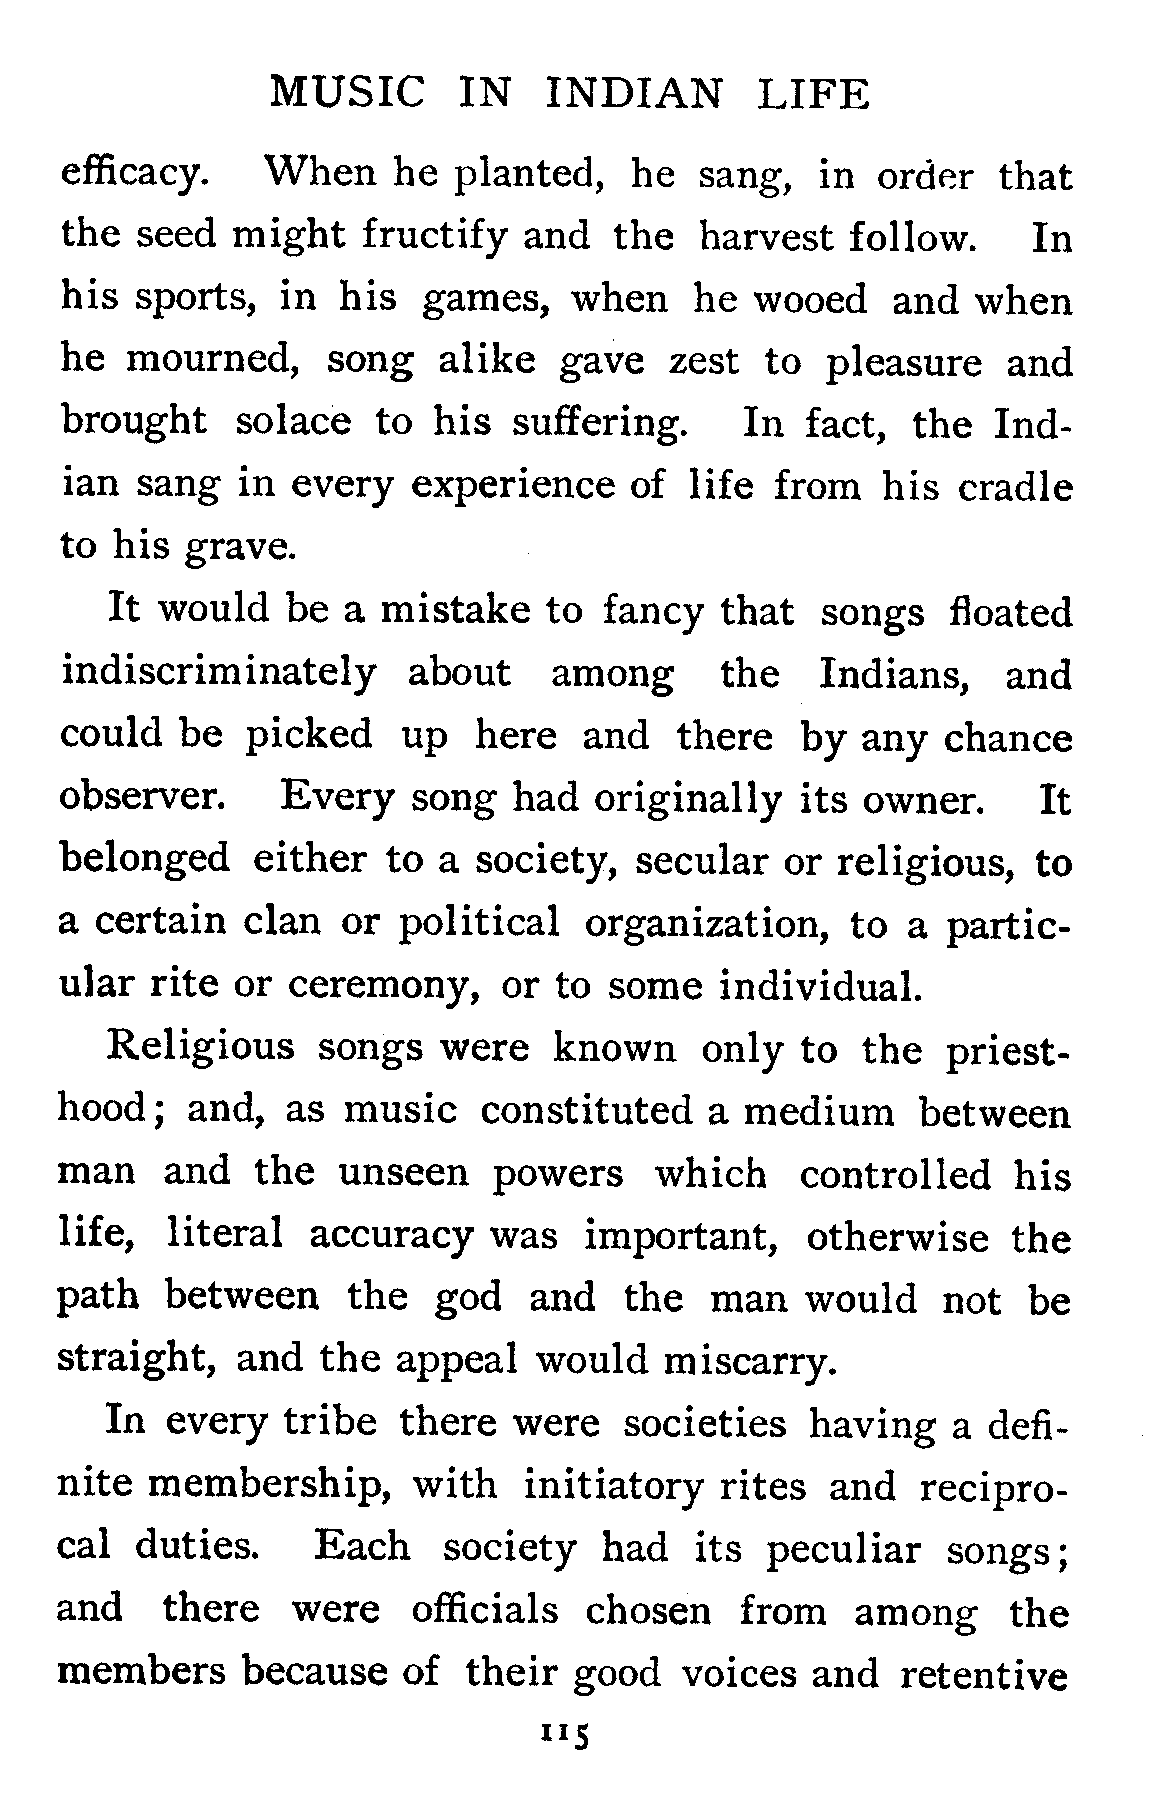 MUSIC IN INDIAN LIFE
efficacy. When he planted, he sang, in order that
the seed might fructify and the harvest follow. In
his sports, in his games, when he wooed and when
he mourned, song alike gave zest to pleasure and
brought solace to his suffering. In fact, the Ind-
ian sang in every experience of life from his cradle
to his grave.
It would be a mistake to fancy that songs floated
indiscriminately about among the Indians, and
could be picked up here and there by any chance
observer. Every song had originally its owner. It
belonged either to a society, secular or religious, to
a certain clan or political organization, to a partic-
ular rite or ceremony, or to some individual.
Religious songs were known only to the priest-
hood; and, as music constituted a medium between
man and the unseen powers which controlled his
life, literal accuracy was important, otherwise the
path between the god and the man would not be
straight, and the appeal would miscarry.
In every tribe there were societies having a defi-
nite membership, with initiatory rites and recipro-
cal duties. Each society had its peculiar songs;
and there were officials chosen from among the
members because of their good voices and retentive
115